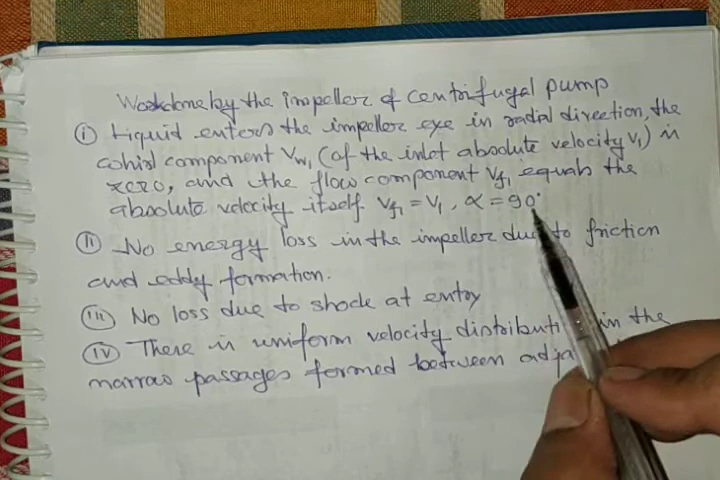 Workdone by the impeller of centrifugal pump
(i) Liquid enters the impeller eye in radial direction, the
whirl component Vw1 (of the inlet absolute velocity V1) is
zero, and the flow component Vf1 equals the
absolute velocity itself Vf1 = V1, α = 90°
(ii) No energy loss in the impeller due to friction
and eddy formation.
(iii) No loss due to shock at entry
(iv) There is uniform velocity in the
narrow passages formed between